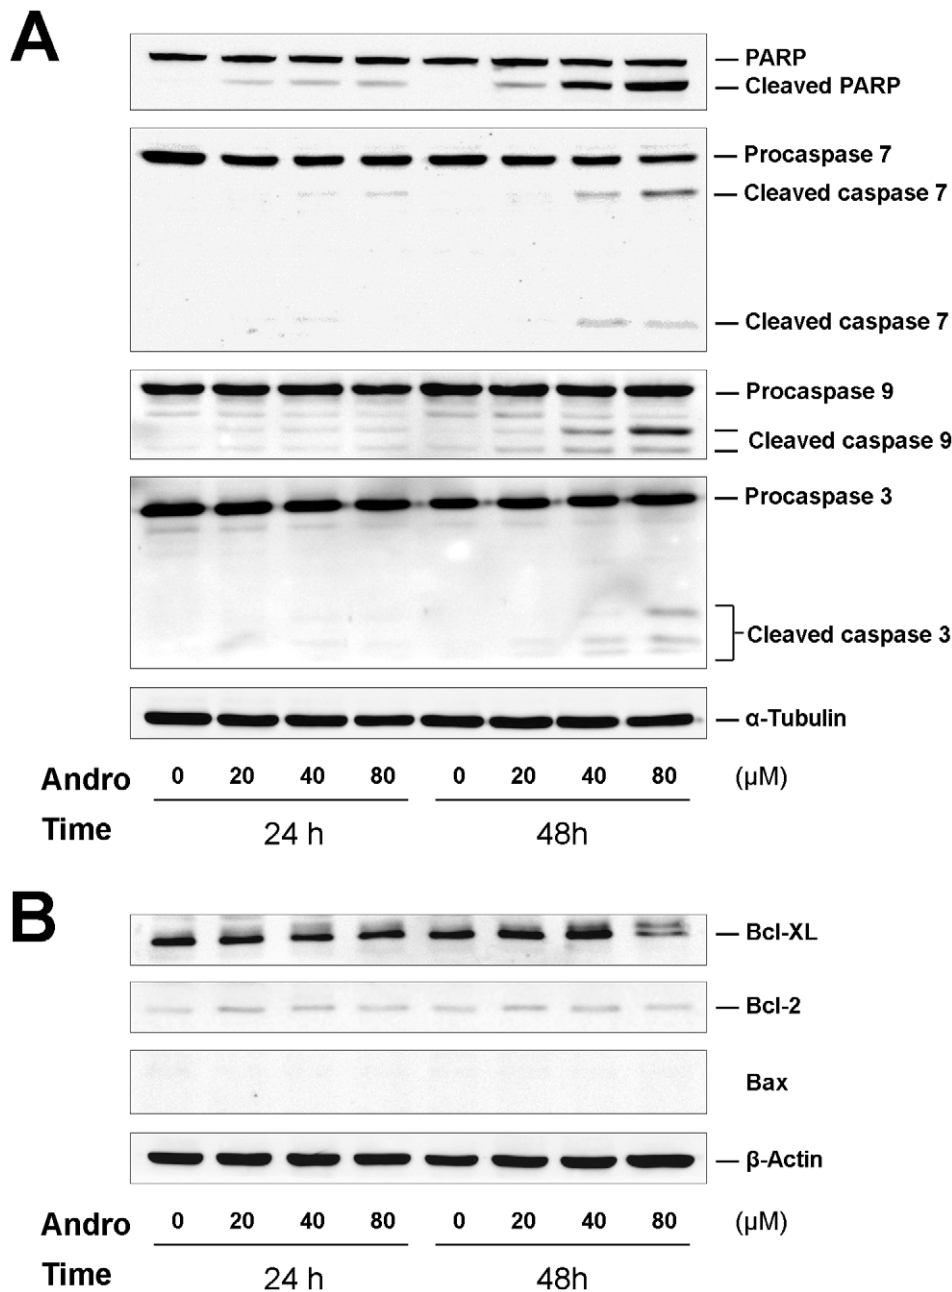 A
PARP
Cleaved PARP
Procaspase 7
Cleaved caspase 7
Cleaved caspase 7
Procaspase 9
Cleaved caspase 9
Procaspase 3
Cleaved caspase 3
α-Tubulin
Andro 0 20 40 80 0 20 40 80 (μM)
Time 24 h 48h
B
Bcl-XL
Bcl-2
Bax
β-Actin
Andro 0 20 40 80 0 20 40 80 (μM)
Time 24 h 48h